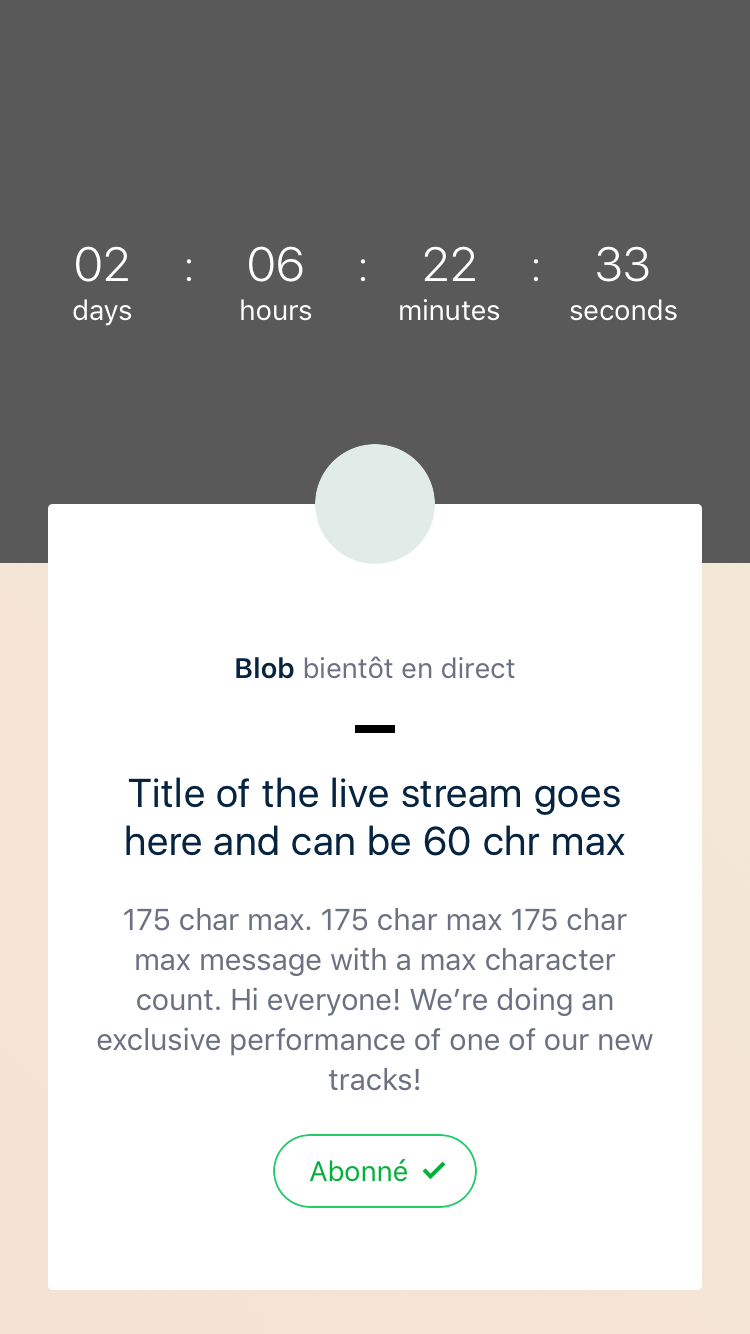 02 : 06 : 22 : 33
days hours minutes seconds
Blob bientôt en direct
Title of the live stream goes
here and can be 60 chr max
175 char max. 175 char max 175 char
max message with a max character
count. Hi everyone! We’re doing an
exclusive performance of one of our new
tracks!
Abonné